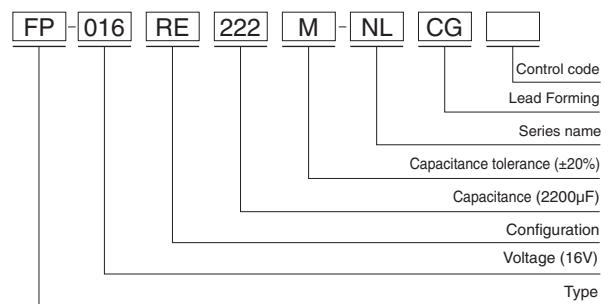 FP-016 RE 222 M-NL CG
Control code
Lead Forming
Series name
Capacitance tolerance (±20%)
Capacitance (2200µF)
Configuration
Voltage (16V)
Type